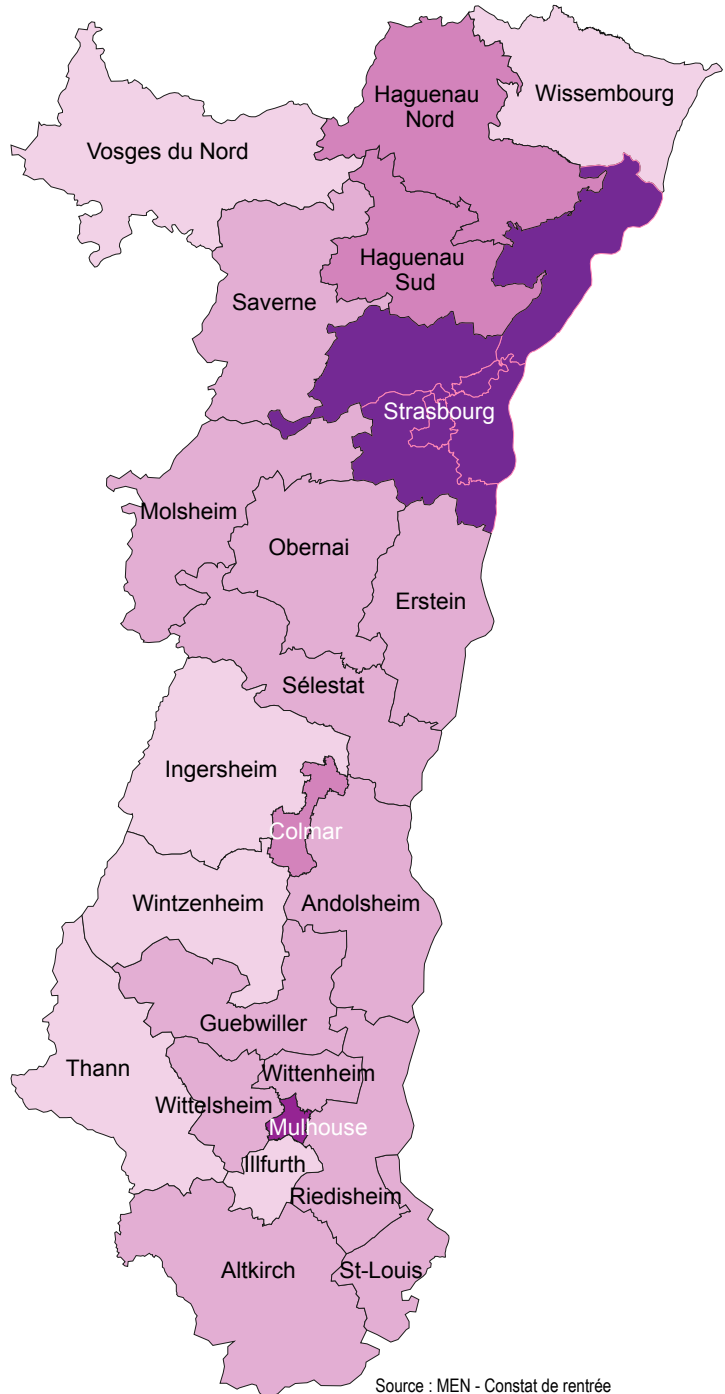 Haguenau
Nord
Wissembourg
Vosges du Nord
Haguenau
Sud
Saverne
Strasbourg
Molsheim
Obernai
Erstein
Sélestat
Ingersheim
Colmar
Wintzenheim
Andolsheim
Guebwiller
Thann
Wittenheim
Wittelsheim
Mulhouse
Illfurth
Riedisheim
Altkirch
St-Louis
Source : MEN - Constat de rentrée